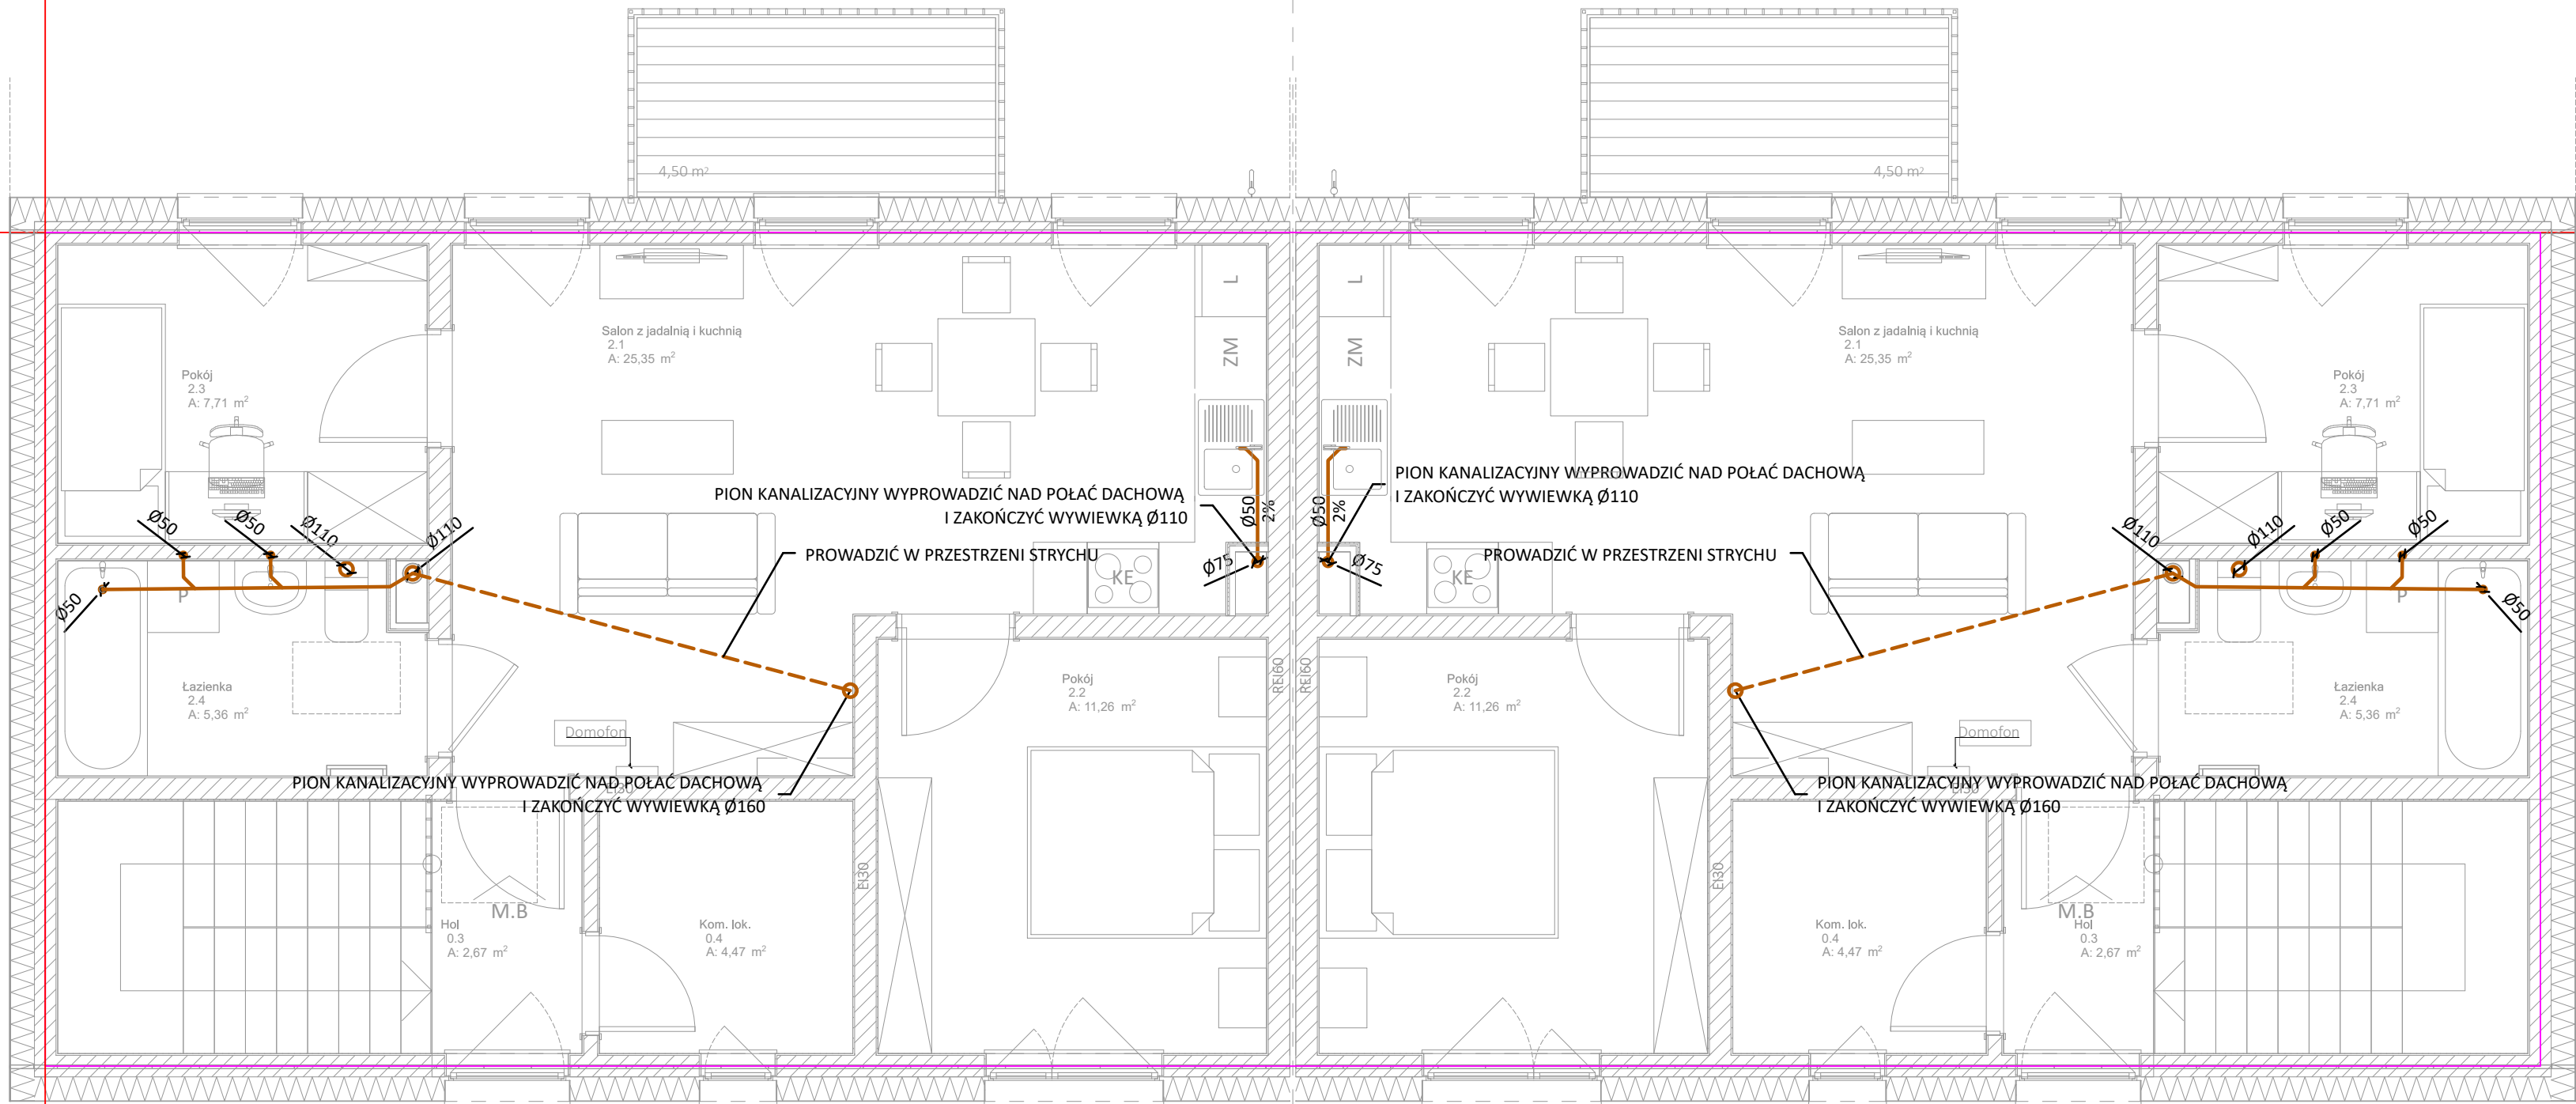 4,50 m²
4,50 m²
Salon z jadalnią i kuchnią
2.1
A: 25,35 m²
L
ZM
L
ZM
Salon z jadalnią i kuchnią
2.1
A: 25,35 m²
Pokój
2.3
A: 7,71 m²
Pokój
2.3
A: 7,71 m²
PION KANALIZACYJNY WYPROWADZIĆ NAD POŁAĆ DACHOWĄ
I ZAKOŃCZYĆ WYWIEWKĄ Ø110
Ø50
2%
Ø50
2%
PION KANALIZACYJNY WYPROWADZIĆ NAD POŁAĆ DACHOWĄ
I ZAKOŃCZYĆ WYWIEWKĄ Ø110
Ø50
Ø50
Ø110
Ø110
PROWADZIĆ W PRZESTRZENI STRYCHU
Ø75
Ø75
PROWADZIĆ W PRZESTRZENI STRYCHU
Ø110
Ø110
Ø50
Ø50
KE
KE
Ø50
P
P
Ø50
REI60
REI60
Łazienka
2.4
A: 5,36 m²
Pokój
2.2
A: 11,26 m²
Pokój
2.2
A: 11,26 m²
Łazienka
2.4
A: 5,36 m²
Domofon
Domofon
PION KANALIZACYJNY WYPROWADZIĆ NAD POŁAĆ DACHOWĄ
I ZAKOŃCZYĆ WYWIEWKĄ Ø160
EI30
PION KANALIZACYJNY WYPROWADZIĆ NAD POŁAĆ DACHOWĄ
I ZAKOŃCZYĆ WYWIEWKĄ Ø160
EI30
EI30
EI30
M.B
Hol
0.3
A: 2,67 m²
Kom. lok.
0.4
A: 4,47 m²
Kom. lok.
0.4
A: 4,47 m²
M.B
Hol
0.3
A: 2,67 m²